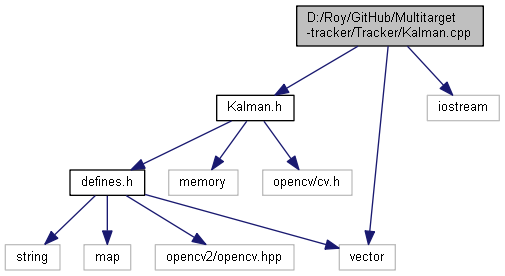 D:/Roy/GitHub/Multitarget
-tracker/Tracker/Kalman.cpp
Kalman.h
iostream
defines.h
memory
opencv/cv.h
string
map
opencv2/opencv.hpp
vector